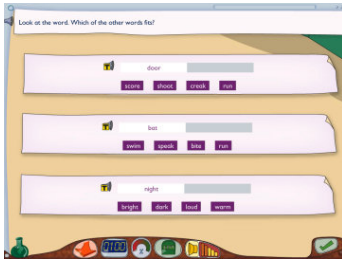 Look at the word. Which of the other words fits?
door
score shoot creak run
bat
swim speak bite run
night
bright dark loud warm